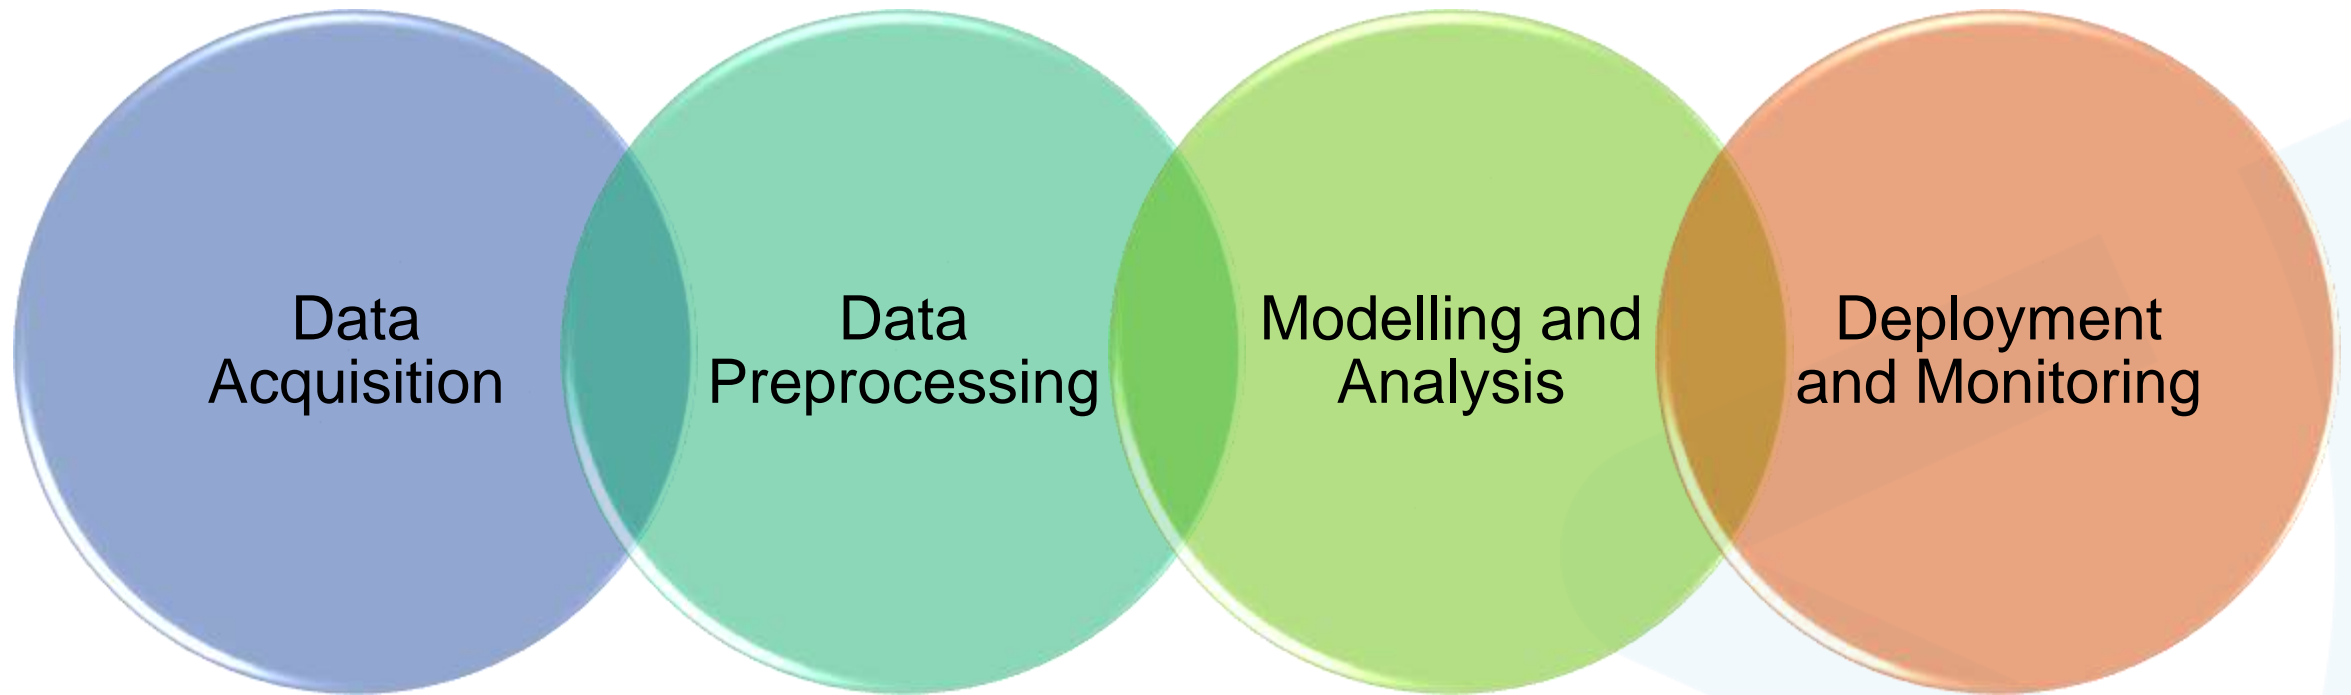 Data
Acquisition
Data
Preprocessing
Modelling and
Analysis
Deployment
and Monitoring